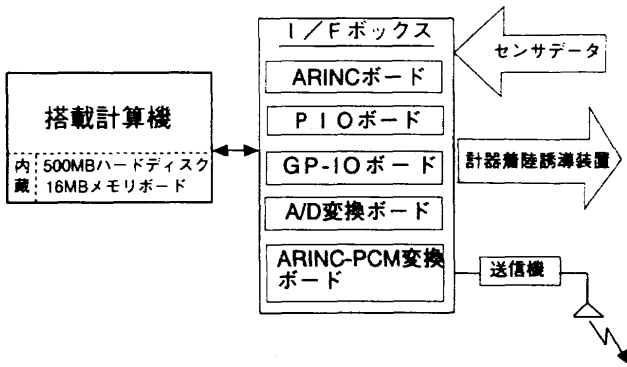 搭載計算機
内蔵
500MBハードディスク
16MBメモリボード
I/Fボックス
ARINCボード
PIOボード
GP-IOボード
A/D変換ボード
ARINC-PCM変換
ボード
センサデータ
計器着陸誘導装置
送信機